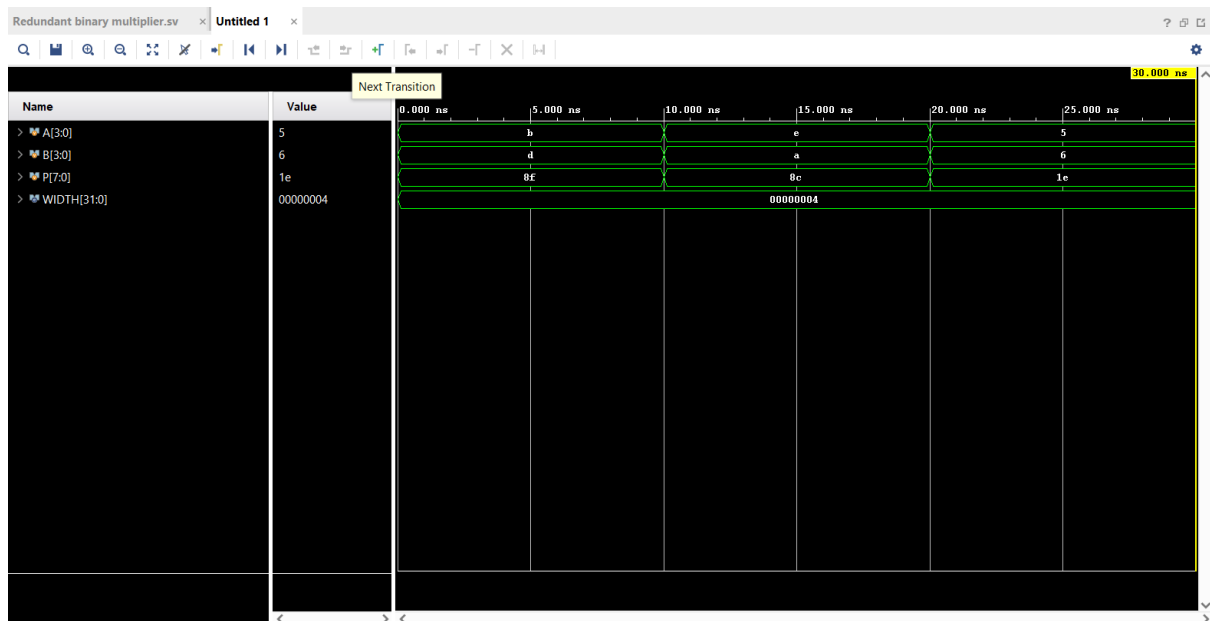 Redundant binary multiplier.sv × Untitled 1 ×
Next Transition
30.000 ns
Name Value 0.000 ns 5.000 ns 10.000 ns 15.000 ns 20.000 ns 25.000 ns
A[3:0] 5 b e 5
B[3:0] 6 d a 6
P[7:0] 1e 8f 8c 1e
WIDTH[31:0] 00000004 00000004